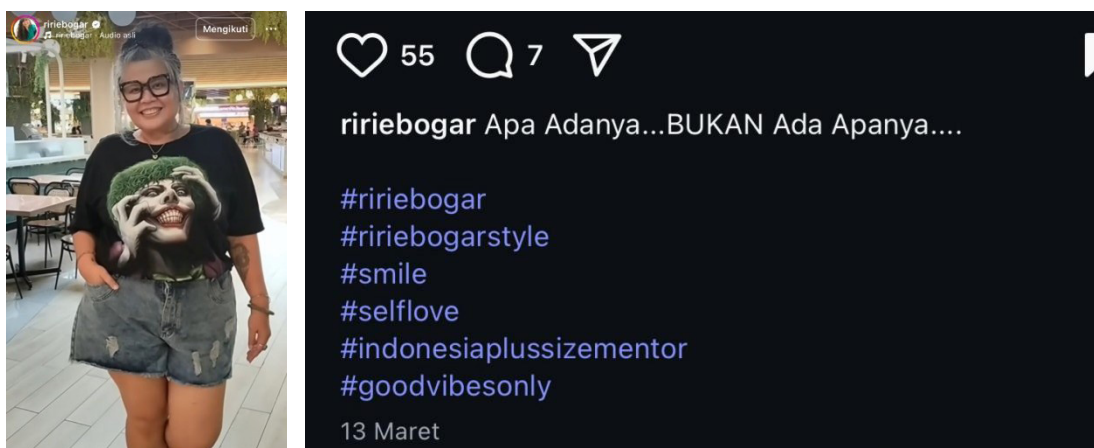 ririebogar
ririebogar · Audio asli
Mengikuti
55
7
ririebogar Apa Adanya...BUKAN Ada Apanya....
#ririebogar
#ririebogarstyle
#smile
#selflove
#indonesiaplussizementor
#goodvibesonly
13 Maret